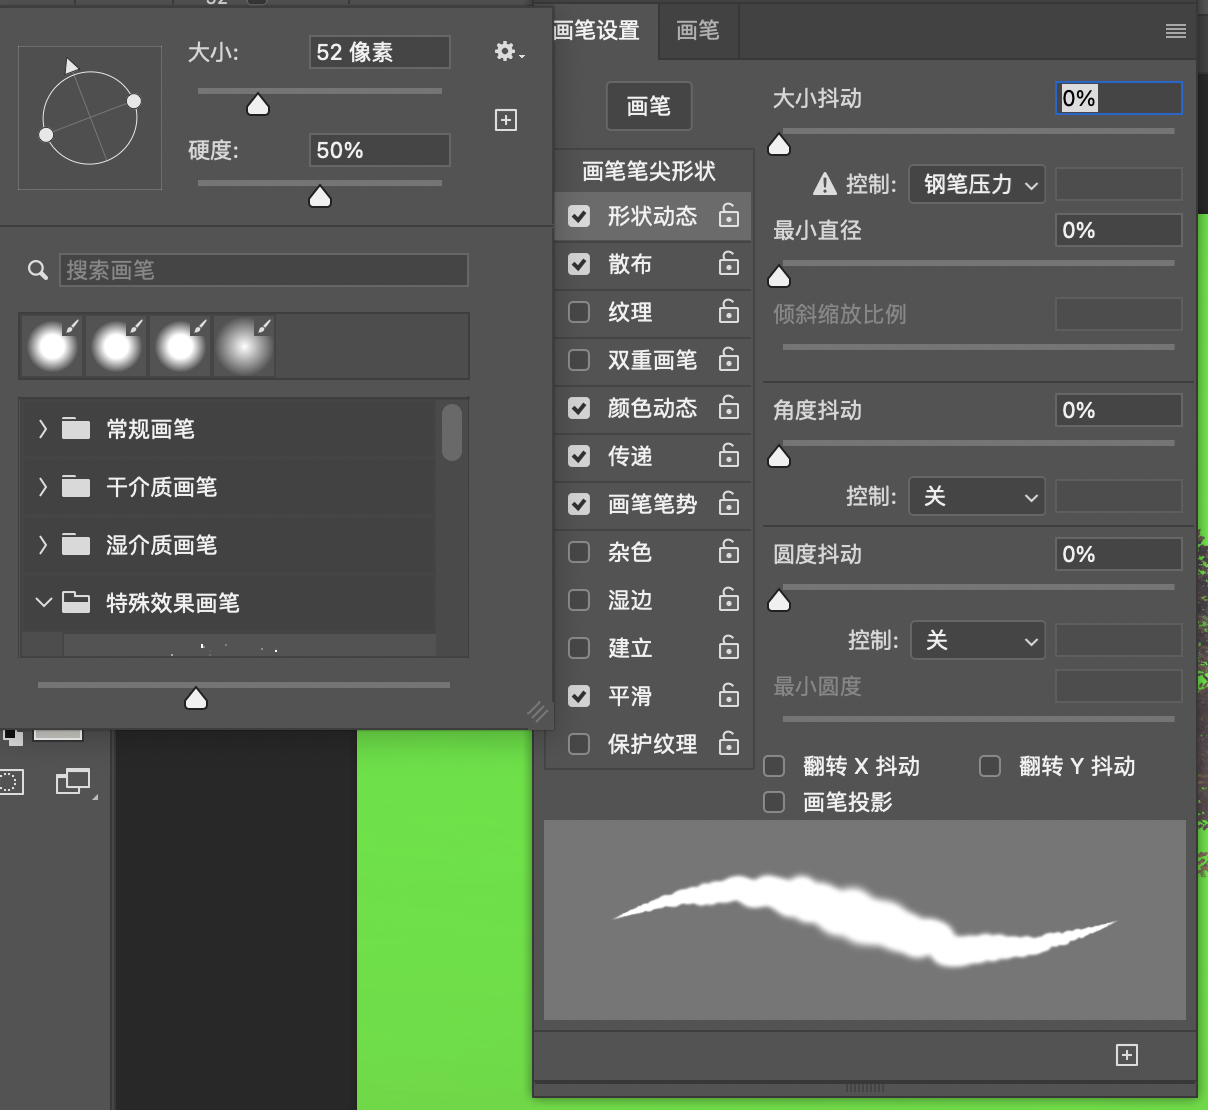 大小: 52 像素
硬度: 50%
搜索画笔
常规画笔
干介质画笔
湿介质画笔
特殊效果画笔
画笔设置 画笔
画笔
画笔笔尖形状
形状动态
散布
纹理
双重画笔
颜色动态
传递
画笔笔势
杂色
湿边
建立
平滑
保护纹理
大小抖动 0%
控制: 钢笔压力
最小直径 0%
倾斜缩放比例
角度抖动 0%
控制: 关
圆度抖动 0%
控制: 关
最小圆度
翻转 X 抖动 翻转 Y 抖动
画笔投影